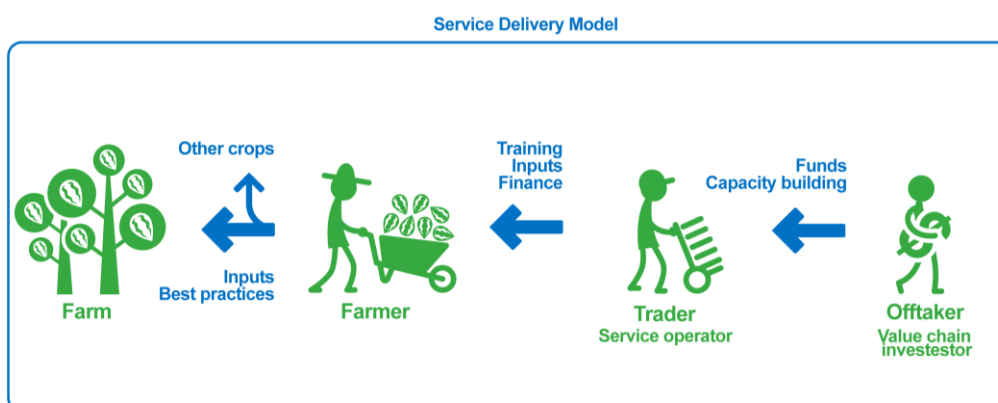 Service Delivery Model
Other crops
Inputs
Best practices
Farm
Training
Inputs
Finance
Farmer
Funds
Capacity building
Trader
Service operator
Offtaker
Value chain
investestor